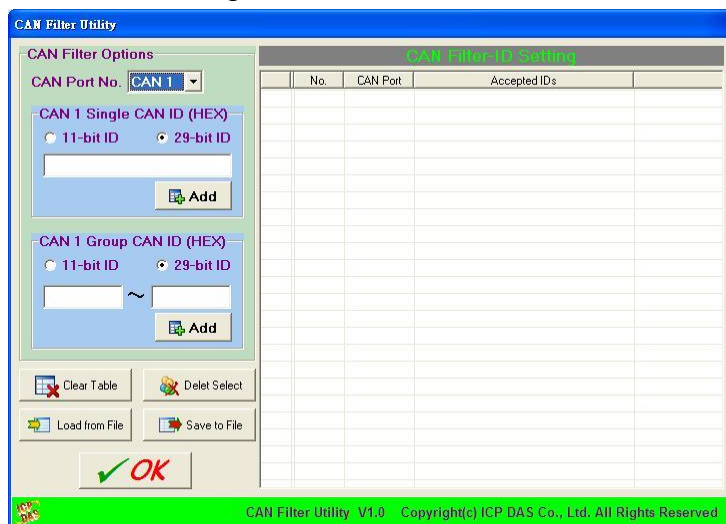 CAN Filter Utility
CAN Filter Options
CAN Port No. CAN 1
CAN 1 Single CAN ID (HEX)
11-bit ID 29-bit ID
Add
CAN 1 Group CAN ID (HEX)
11-bit ID 29-bit ID
~
Add
Clear Table Delet Select
Load from File Save to File
OK
CAN Filter-ID Setting
No. CAN Port Accepted IDs
ICP DAS
CAN Filter Utility V1.0 Copyright(c) ICP DAS Co., Ltd. All Rights Reserved